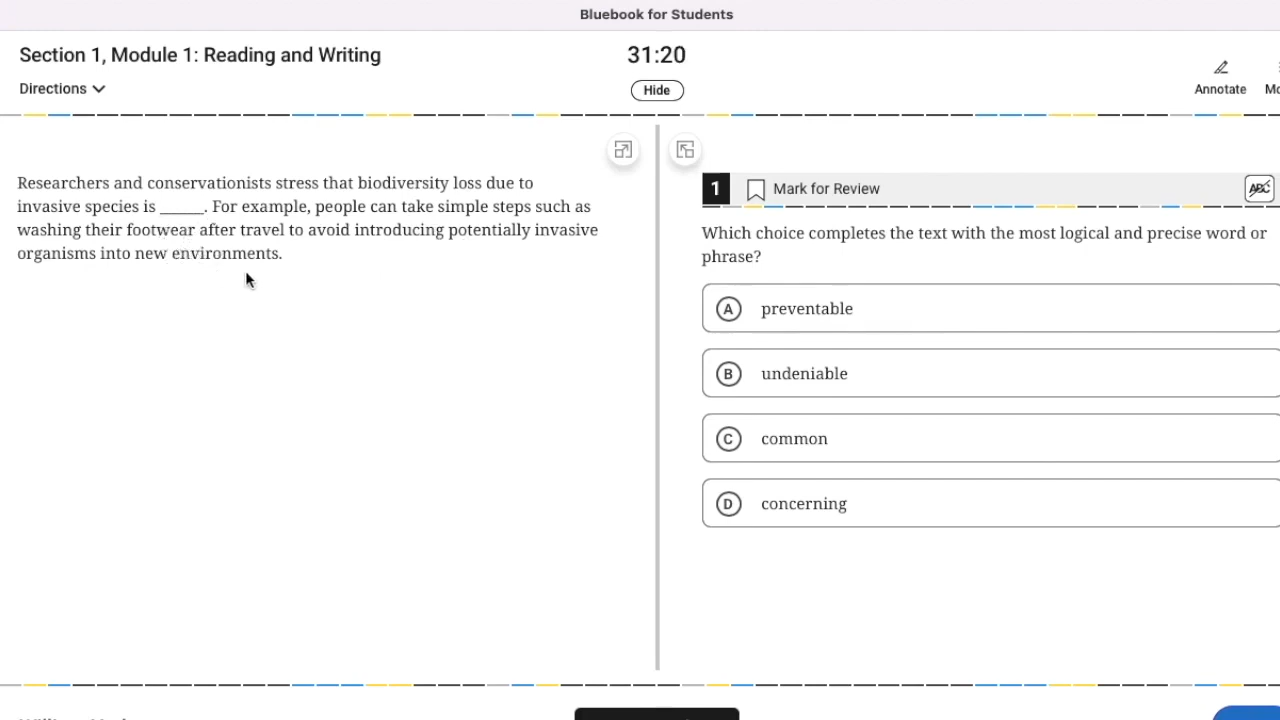 Bluebook for Students
Section 1, Module 1: Reading and Writing
31:20
Directions
Hide
Annotate
Researchers and conservationists stress that biodiversity loss due to
invasive species is ______. For example, people can take simple steps such as
washing their footwear after travel to avoid introducing potentially invasive
organisms into new environments.
1 Mark for Review
ABC
Which choice completes the text with the most logical and precise word or
phrase?
A preventable
B undeniable
C common
D concerning